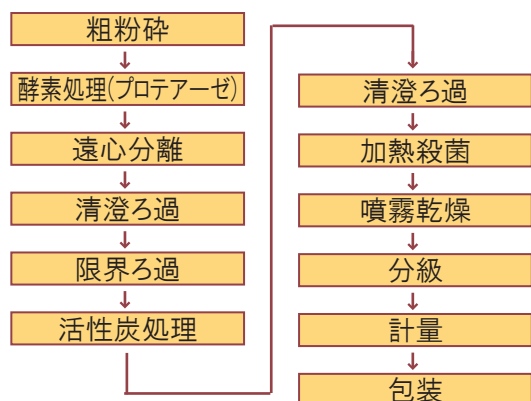 粗粉砕
酵素処理(プロテアーゼ)
遠心分離
清澄ろ過
限界ろ過
活性炭処理
清澄ろ過
加熱殺菌
噴霧乾燥
分級
計量
包装